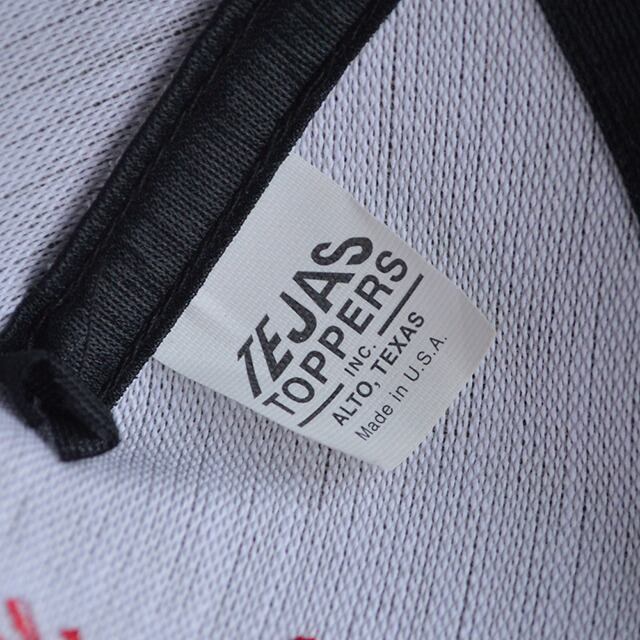 TEJAS
TOPPERS
INC.
ALTO, TEXAS
Made in U.S.A.